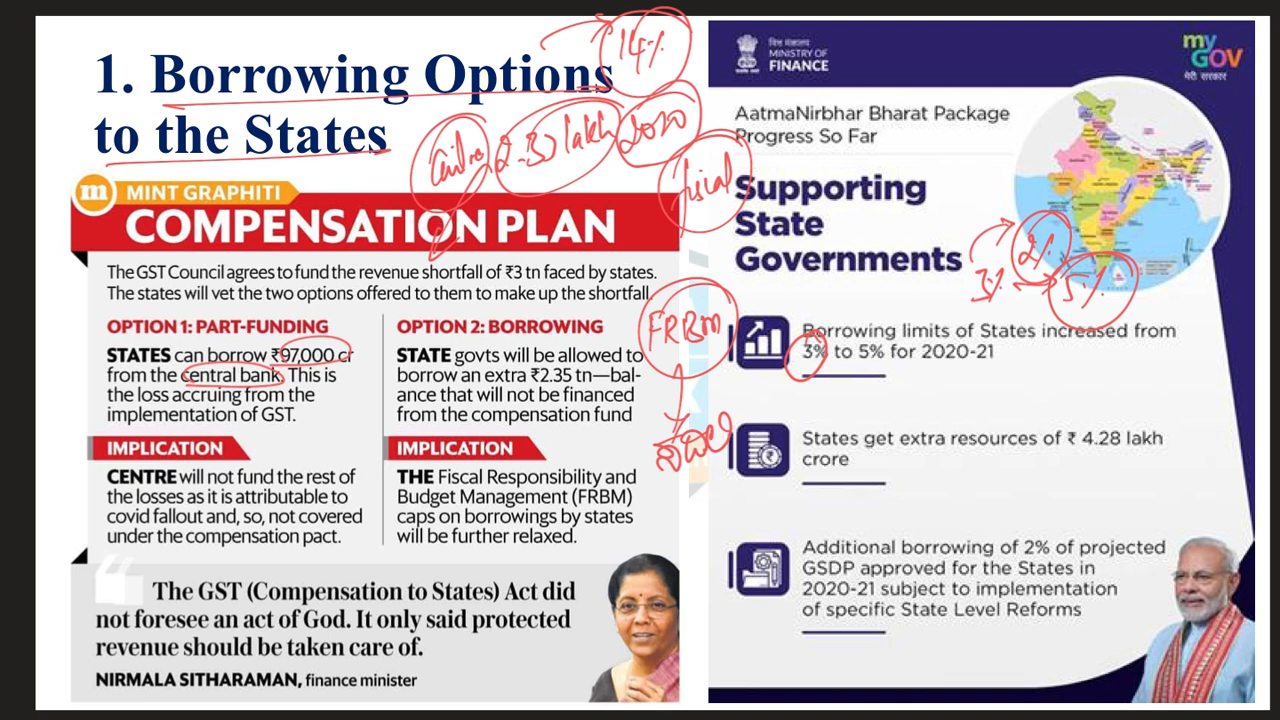 1. Borrowing Options
to the States
14%
Centre 2.30 lakh 2020
fiscal
m MINT GRAPHITI
COMPENSATION PLAN
The GST Council agrees to fund the revenue shortfall of ₹3 tn faced by states.
The states will vet the two options offered to them to make up the shortfall.
OPTION 1: PART-FUNDING
STATES can borrow ₹97,000 cr
from the central bank. This is
the loss accruing from the
implementation of GST.
IMPLICATION
CENTRE will not fund the rest of
the losses as it is attributable to
covid fallout and, so, not covered
under the compensation pact.
OPTION 2: BORROWING
STATE govts will be allowed to
borrow an extra ₹2.35 tn—bal-
ance that will not be financed
from the compensation fund
IMPLICATION
THE Fiscal Responsibility and
Budget Management (FRBM)
caps on borrowings by states
will be further relaxed.
FRBM
The GST (Compensation to States) Act did
not foresee an act of God. It only said protected
revenue should be taken care of.
NIRMALA SITHARAMAN, finance minister
वित्त मंत्रालय
MINISTRY OF
FINANCE
my
GOV
मेरी सरकार
AatmaNirbhar Bharat Package
Progress So Far
Supporting
State
Governments
2%
3% 5%
Borrowing limits of States increased from
3% to 5% for 2020-21
States get extra resources of ₹ 4.28 lakh
crore
Additional borrowing of 2% of projected
GSDP approved for the States in
2020-21 subject to implementation
of specific State Level Reforms